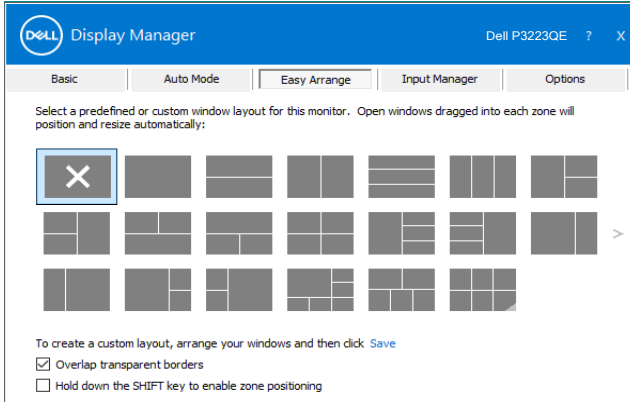 DELL Display Manager Dell P3223QE ? X
Basic Auto Mode Easy Arrange Input Manager Options
Select a predefined or custom window layout for this monitor. Open windows dragged into each zone will
position and resize automatically:
>
To create a custom layout, arrange your windows and then click Save
Overlap transparent borders
Hold down the SHIFT key to enable zone positioning